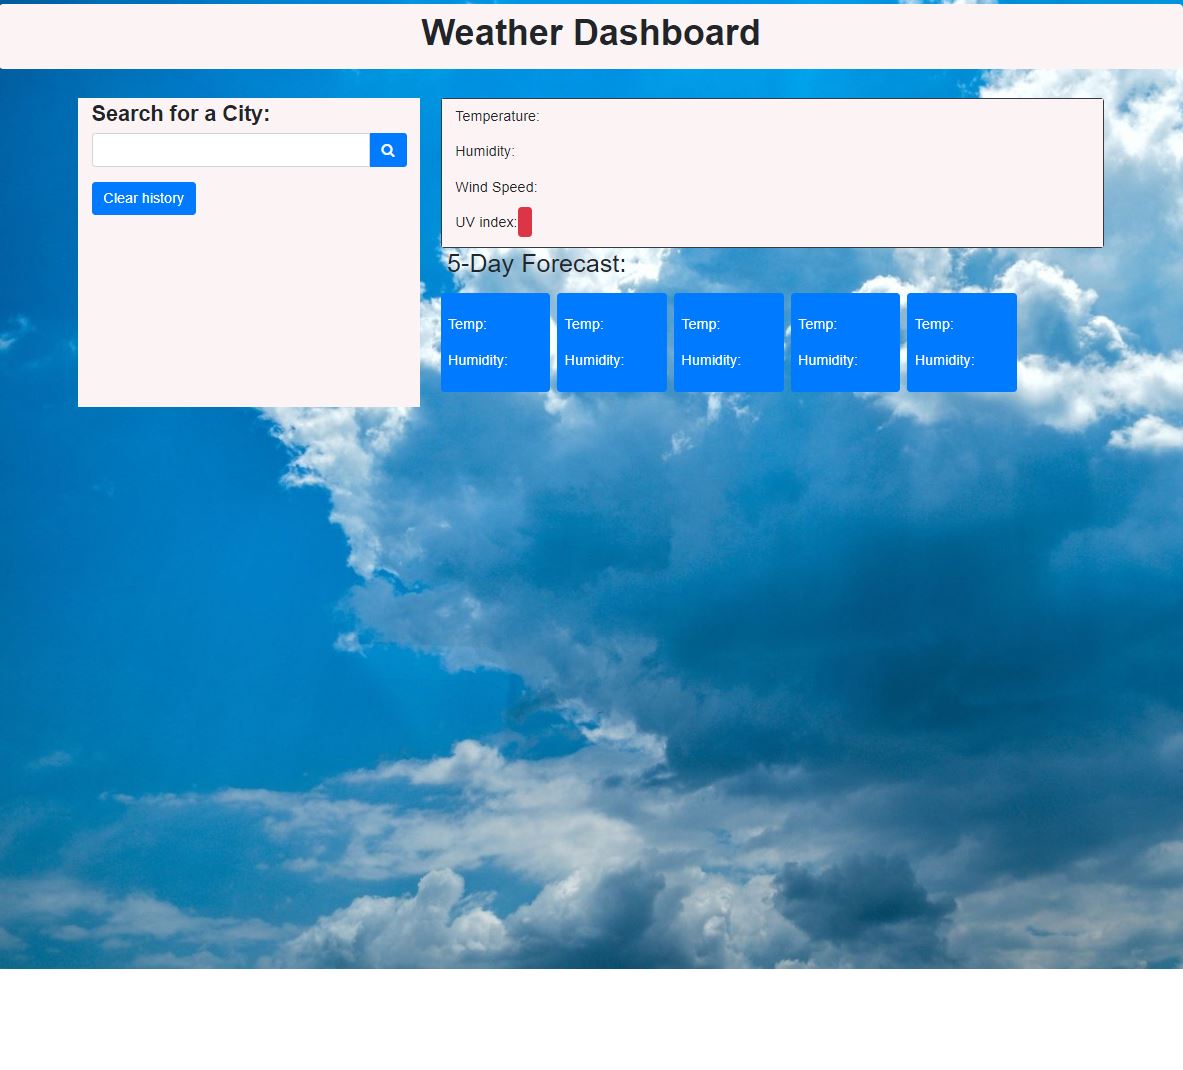 Weather Dashboard
Search for a City:
Clear history
Temperature:
Humidity:
Wind Speed:
UV index:
5-Day Forecast:
Temp: Temp: Temp: Temp: Temp:
Humidity: Humidity: Humidity: Humidity: Humidity: